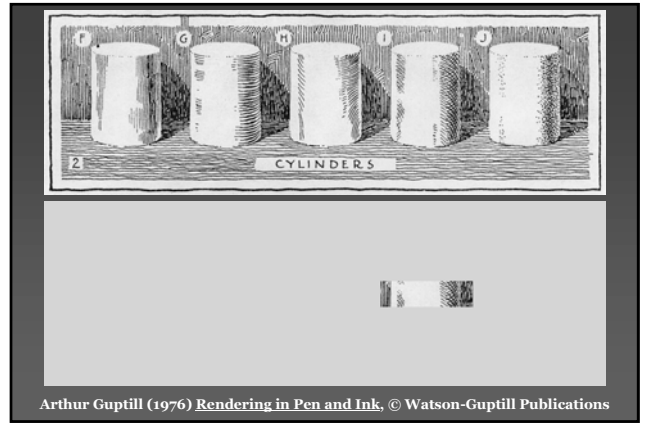 F G H I J
2 CYLINDERS
Arthur Guptill (1976) Rendering in Pen and Ink, © Watson-Guptill Publications